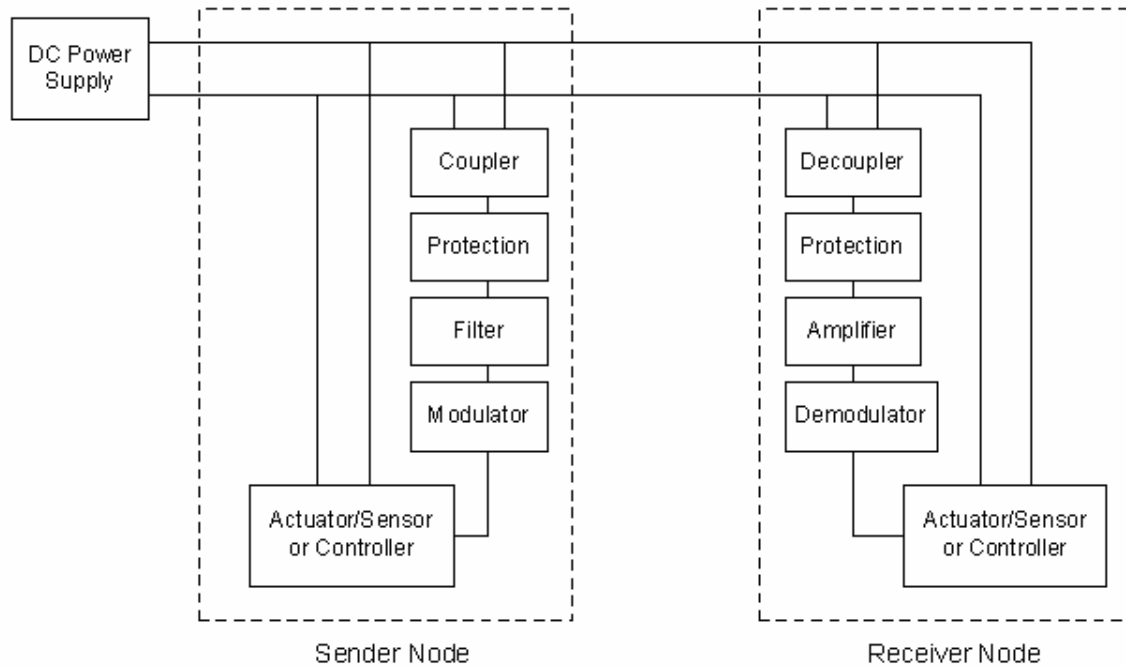 DC Power
Supply
Coupler
Protection
Filter
Modulator
Actuator/Sensor
or Controller
Sender Node
Decoupler
Protection
Amplifier
Demodulator
Actuator/Sensor
or Controller
Receiver Node